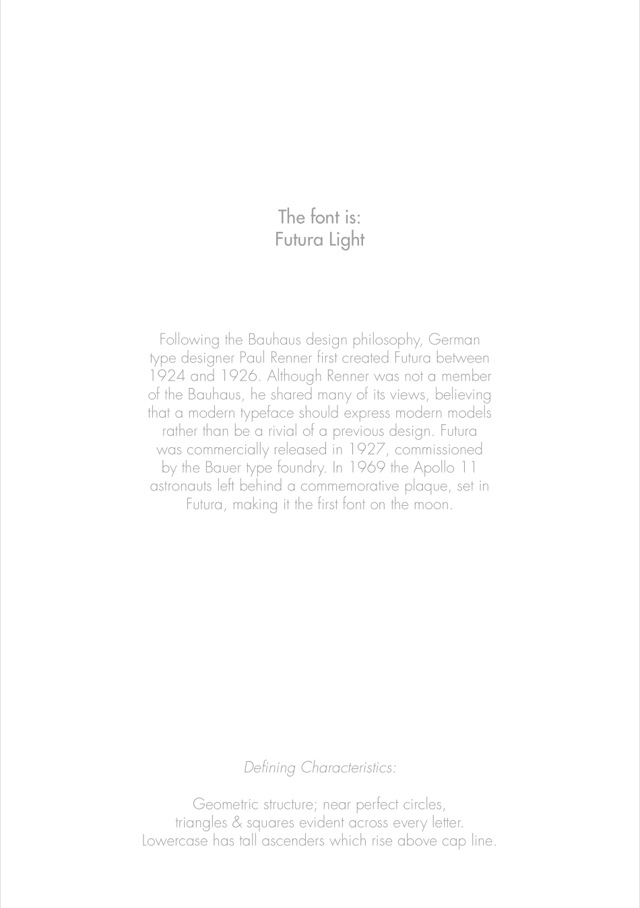 The font is:
Futura Light
Following the Bauhaus design philosophy, German
type designer Paul Renner first created Futura between
1924 and 1926. Although Renner was not a member
of the Bauhaus, he shared many of its views, believing
that a modern typeface should express modern models
rather than be a rivial of a previous design. Futura
was commercially released in 1927, commissioned
by the Bauer type foundry. In 1969 the Apollo 11
astronauts left behind a commemorative plaque, set in
Futura, making it the first font on the moon.
Defining Characteristics:
Geometric structure; near perfect circles,
triangles & squares evident across every letter.
Lowercase has tall ascenders which rise above cap line.